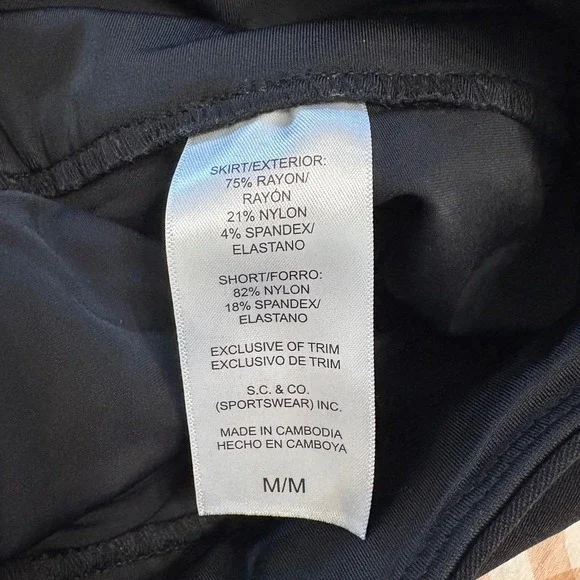 SKIRT/EXTERIOR:
75% RAYON/
RAYÓN
21% NYLON
4% SPANDEX/
ELASTANO
SHORT/FORRO:
82% NYLON
18% SPANDEX/
ELASTANO
EXCLUSIVE OF TRIM
EXCLUSIVO DE TRIM
S.C. & CO.
(SPORTSWEAR) INC.
MADE IN CAMBODIA
HECHO EN CAMBOYA
M/M